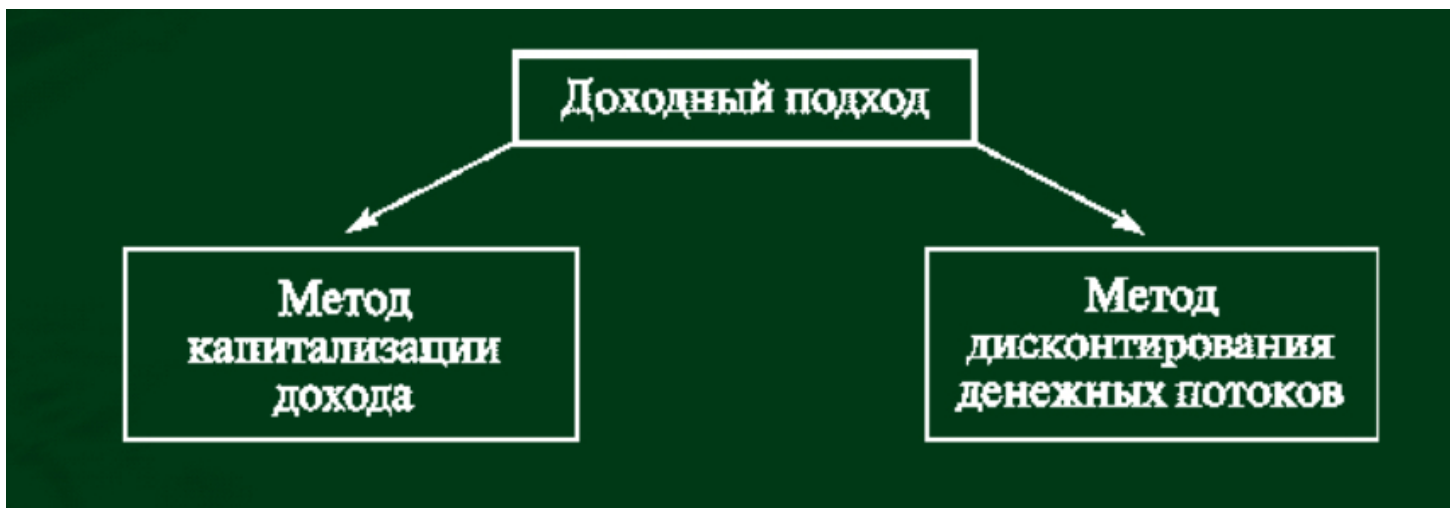 Доходный подход
Метод
капитализации
дохода
Метод
дисконтирования
денежных потоков